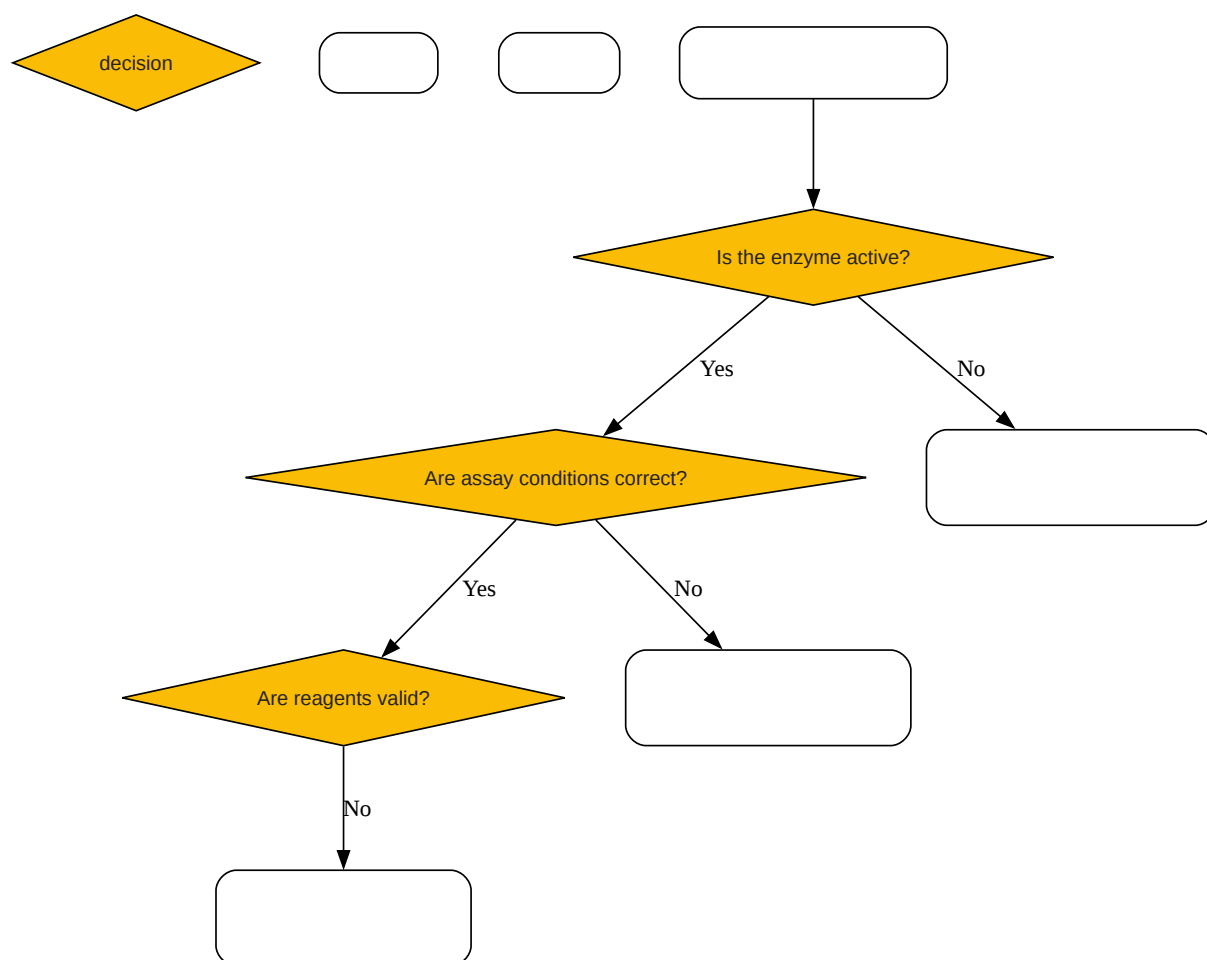 decision
Is the enzyme active?
Yes
No
Are assay conditions correct?
Yes
No
Are reagents valid?
No